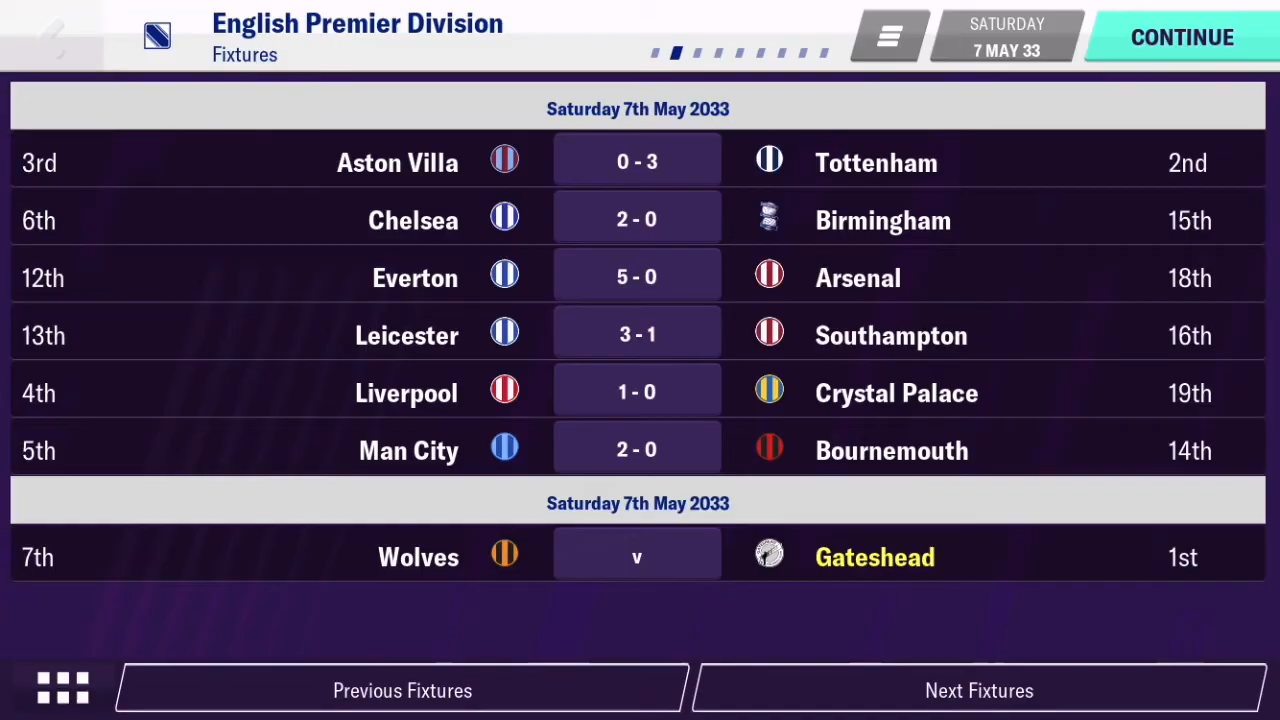 English Premier Division
Fixtures
SATURDAY
7 MAY 33
CONTINUE
Saturday 7th May 2033
3rd Aston Villa 0 - 3 Tottenham 2nd
6th Chelsea 2 - 0 Birmingham 15th
12th Everton 5 - 0 Arsenal 18th
13th Leicester 3 - 1 Southampton 16th
4th Liverpool 1 - 0 Crystal Palace 19th
5th Man City 2 - 0 Bournemouth 14th
Saturday 7th May 2033
7th Wolves v Gateshead 1st
Previous Fixtures Next Fixtures